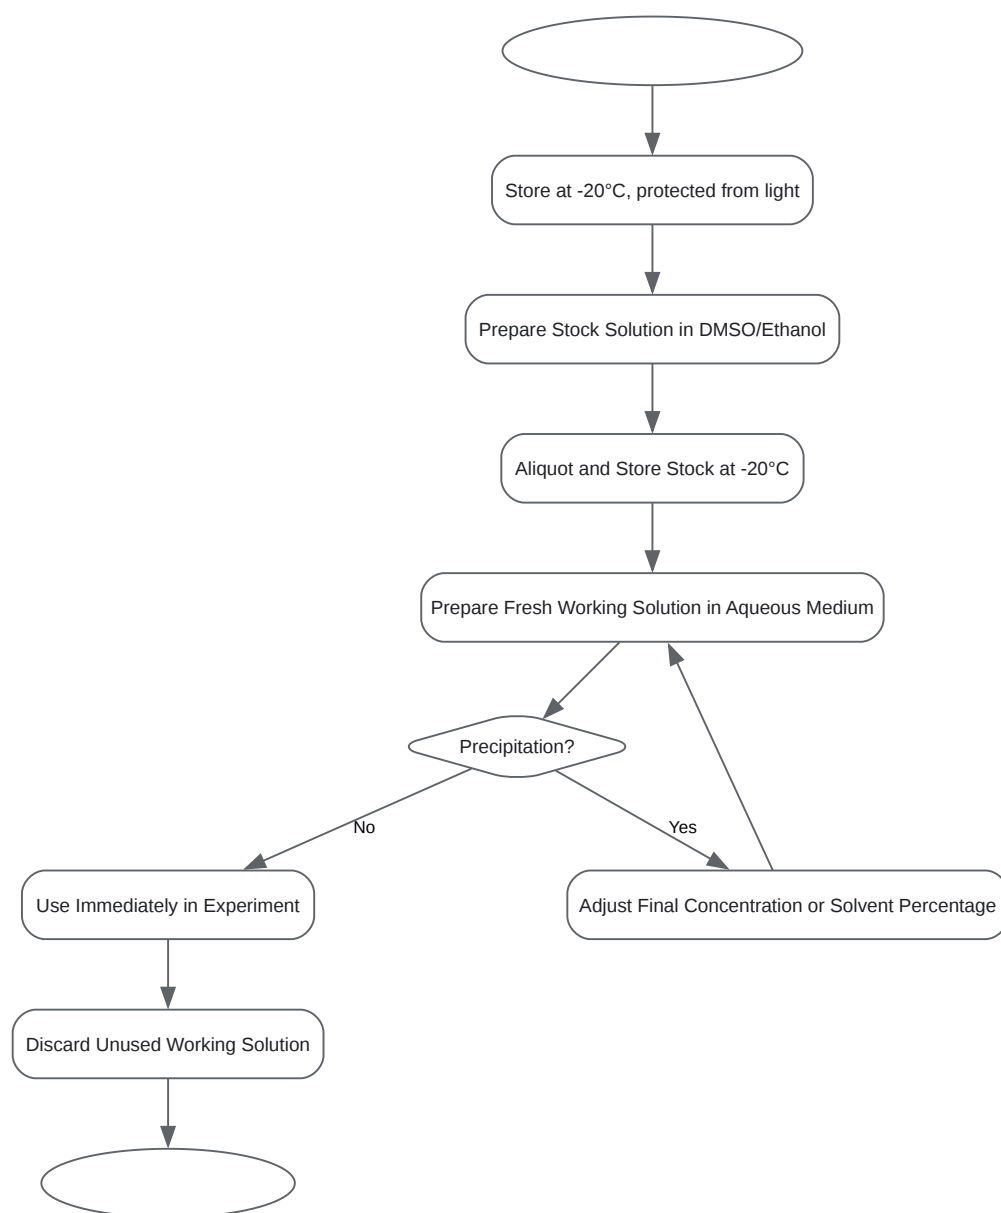 Store at -20°C, protected from light
Prepare Stock Solution in DMSO/Ethanol
Aliquot and Store Stock at -20°C
Prepare Fresh Working Solution in Aqueous Medium
Precipitation?
No
Yes
Use Immediately in Experiment
Adjust Final Concentration or Solvent Percentage
Discard Unused Working Solution